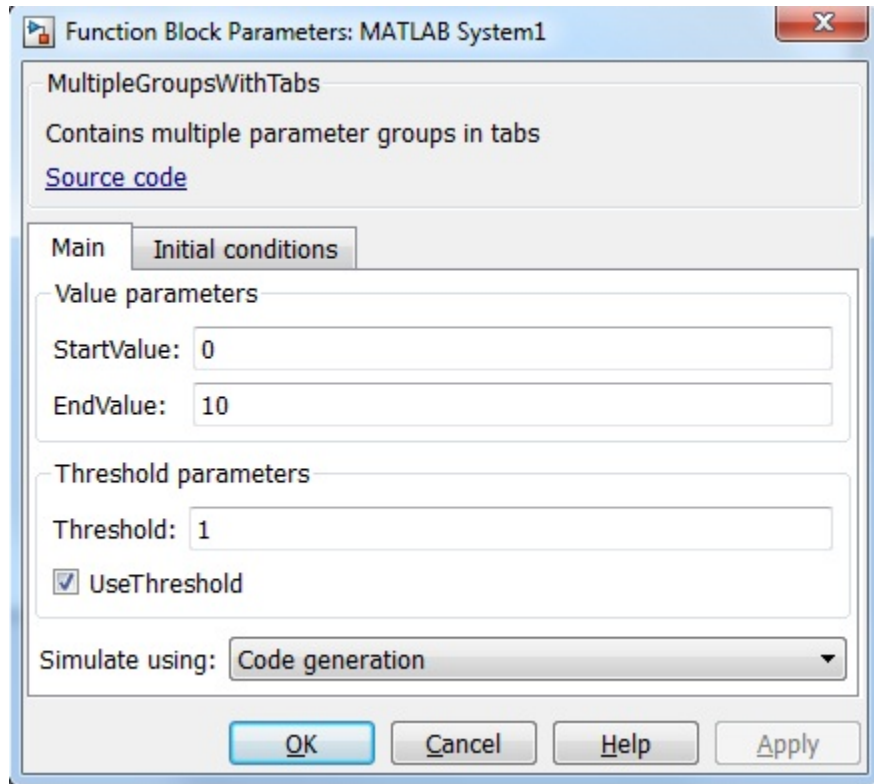 Function Block Parameters: MATLAB System1
MultipleGroupsWithTabs
Contains multiple parameter groups in tabs
Source code
Main Initial conditions
Value parameters
StartValue: 0
EndValue: 10
Threshold parameters
Threshold: 1
UseThreshold
Simulate using: Code generation
OK Cancel Help Apply